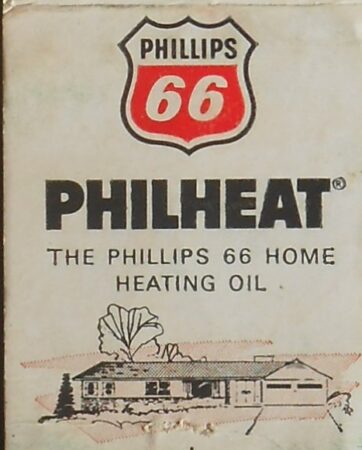 PHILLIPS
66
PHILHEAT®
THE PHILLIPS 66 HOME
HEATING OIL